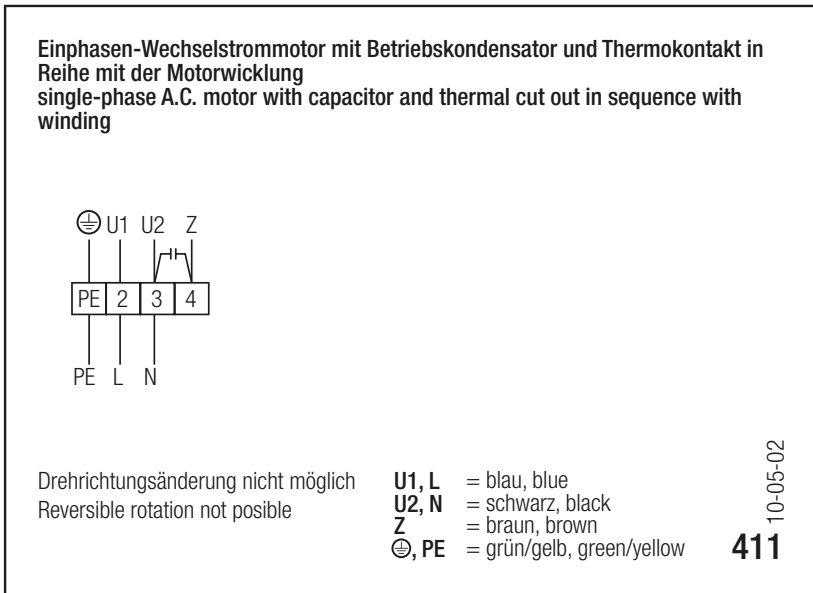 Einphasen-Wechselstrommotor mit Betriebskondensator und Thermokontakt in
Reihe mit der Motorwicklung
single-phase A.C. motor with capacitor and thermal cut out in sequence with
winding
U1 U2 Z
PE 2 3 4
PE L N
Drehrichtungsänderung nicht möglich
Reversible rotation not posible
U1, L = blau, blue
U2, N = schwarz, black
Z = braun, brown
⏚, PE = grün/gelb, green/yellow
411
10-05-02